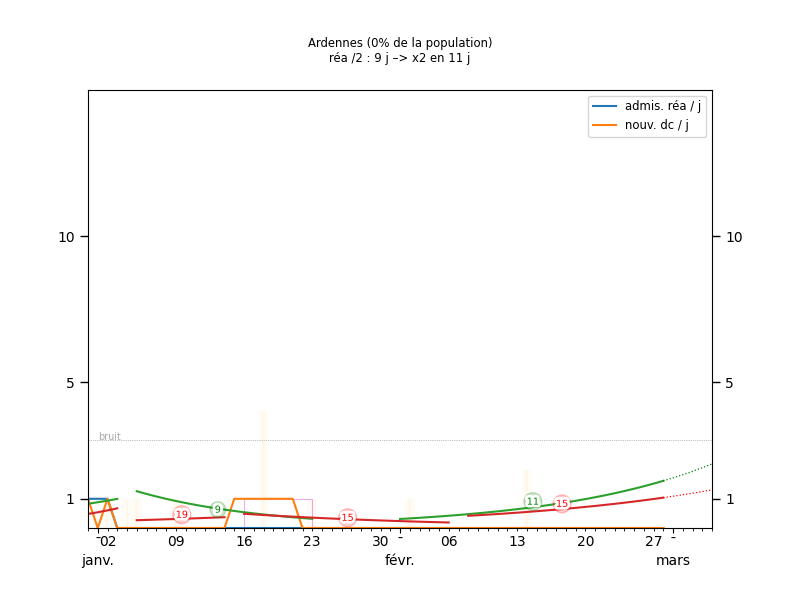 Ardennes (0% de la population)
réa /2 : 9 j –> x2 en 11 j
admis. réa / j
nouv. dc / j
10
10
5
5
bruit
1
1
19
9
15
11
15
02
09
16
23
30
06
13
20
27
janv.
févr.
mars